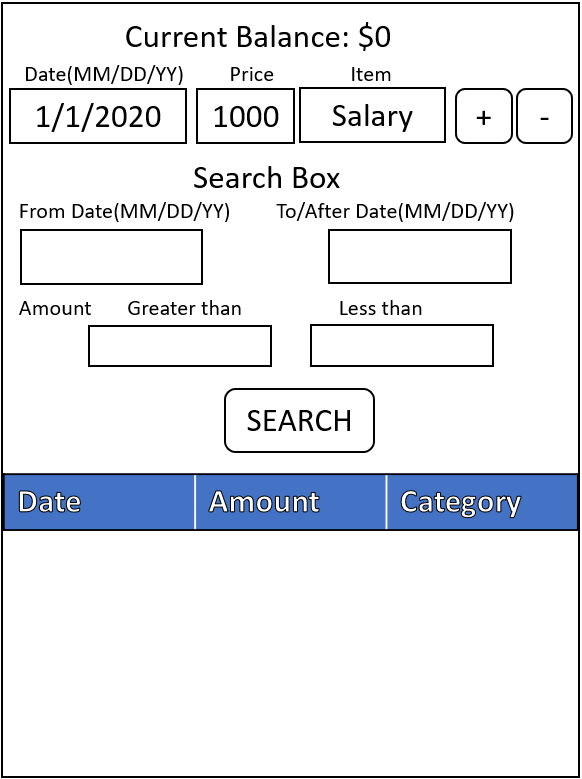 Current Balance: $0
Date(MM/DD/YY) Price Item
1/1/2020 1000 Salary + -
Search Box
From Date(MM/DD/YY) To/After Date(MM/DD/YY)
Amount Greater than Less than
SEARCH
Date Amount Category